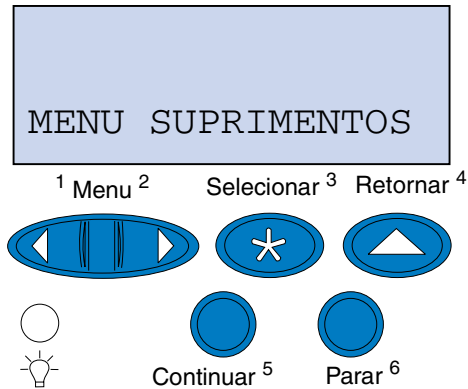 MENU SUPRIMENTOS
1 Menu 2
Selecionar 3
Retornar 4
Continuar 5
Parar 6